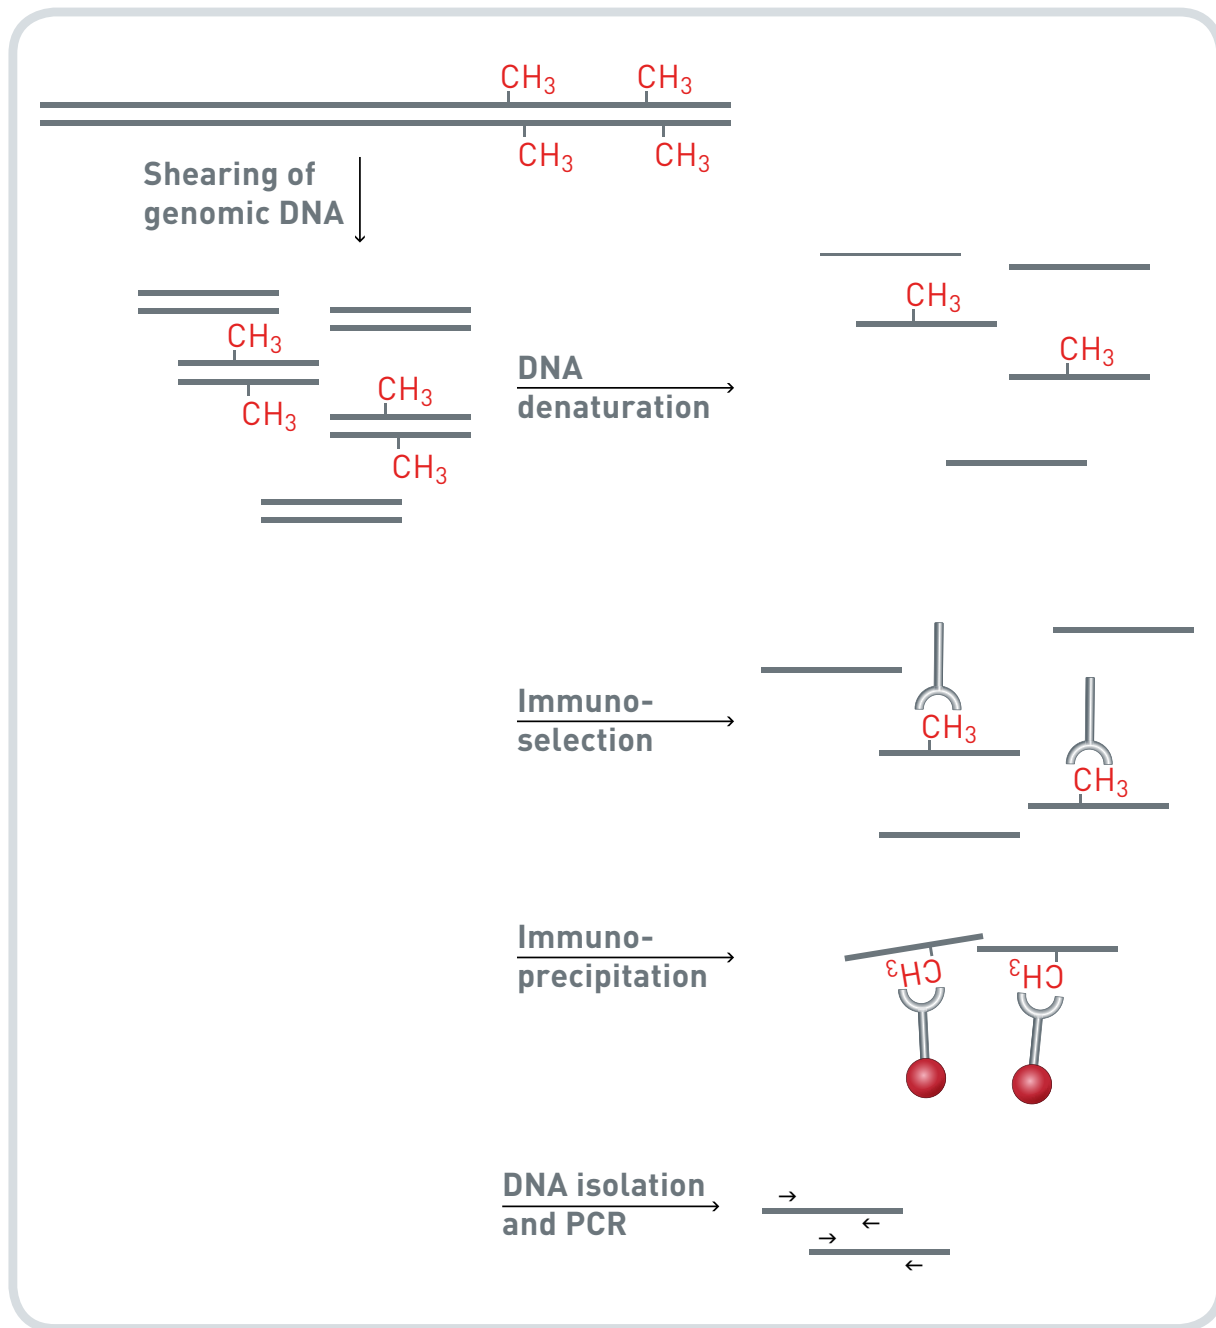 CH₃ CH₃
CH₃ CH₃
Shearing of
genomic DNA
CH₃
CH₃
CH₃
CH₃
DNA
denaturation
CH₃
CH₃
Immuno-
selection
CH₃
CH₃
Immuno-
precipitation
CH₃ CH₃
DNA isolation
and PCR